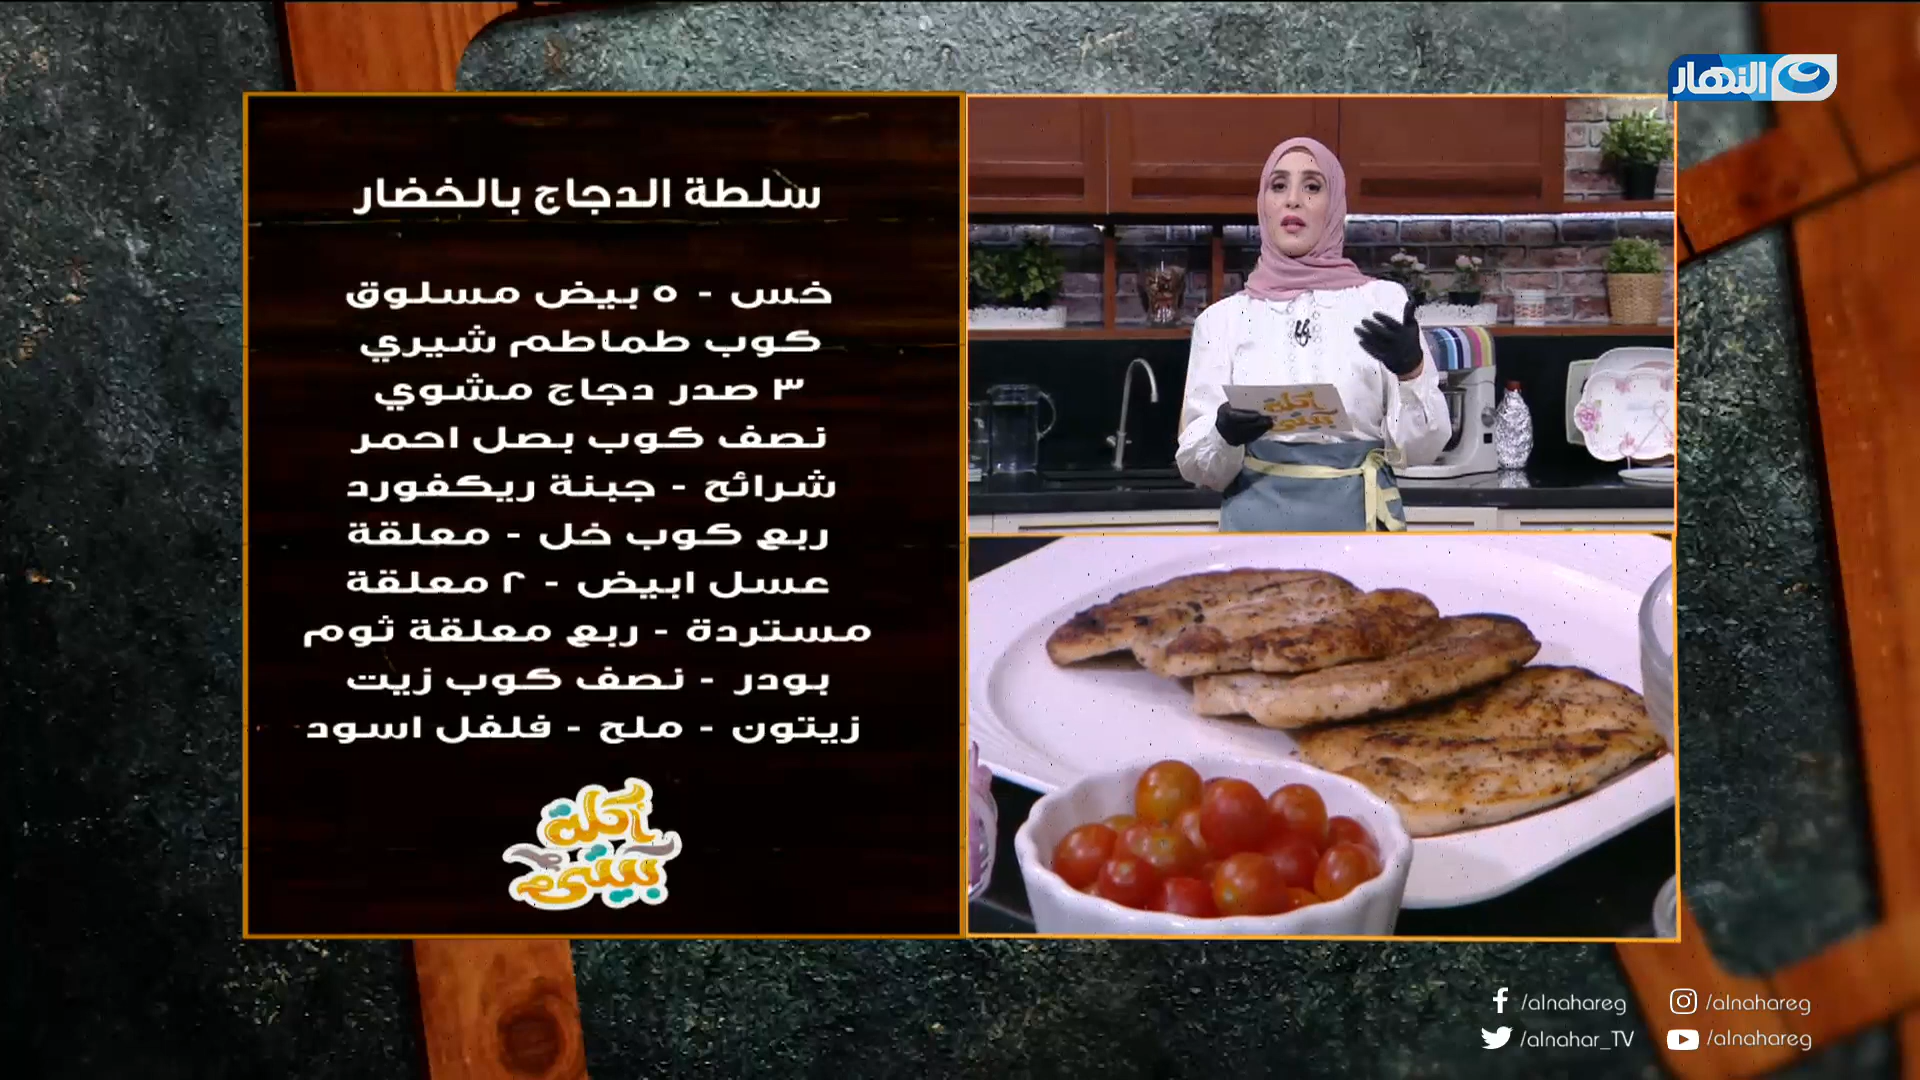 النهار
سلطة الدجاج بالخضار
خس - ٥ بيض مسلوق
كوب طماطم شيري
٣ صدر دجاج مشوي
نصف كوب بصل احمر
شرائح - جبنة ريكفورد
ربع كوب خل - معلقة
عسل ابيض - ٢ معلقة
مستردة - ربع معلقة ثوم
بودر - نصف كوب زيت
زيتون - ملح - فلفل اسود
أكلة
بيتي
أكلة
بيتي
/alnahareg
/alnahareg
/alnahar_TV
/alnahareg